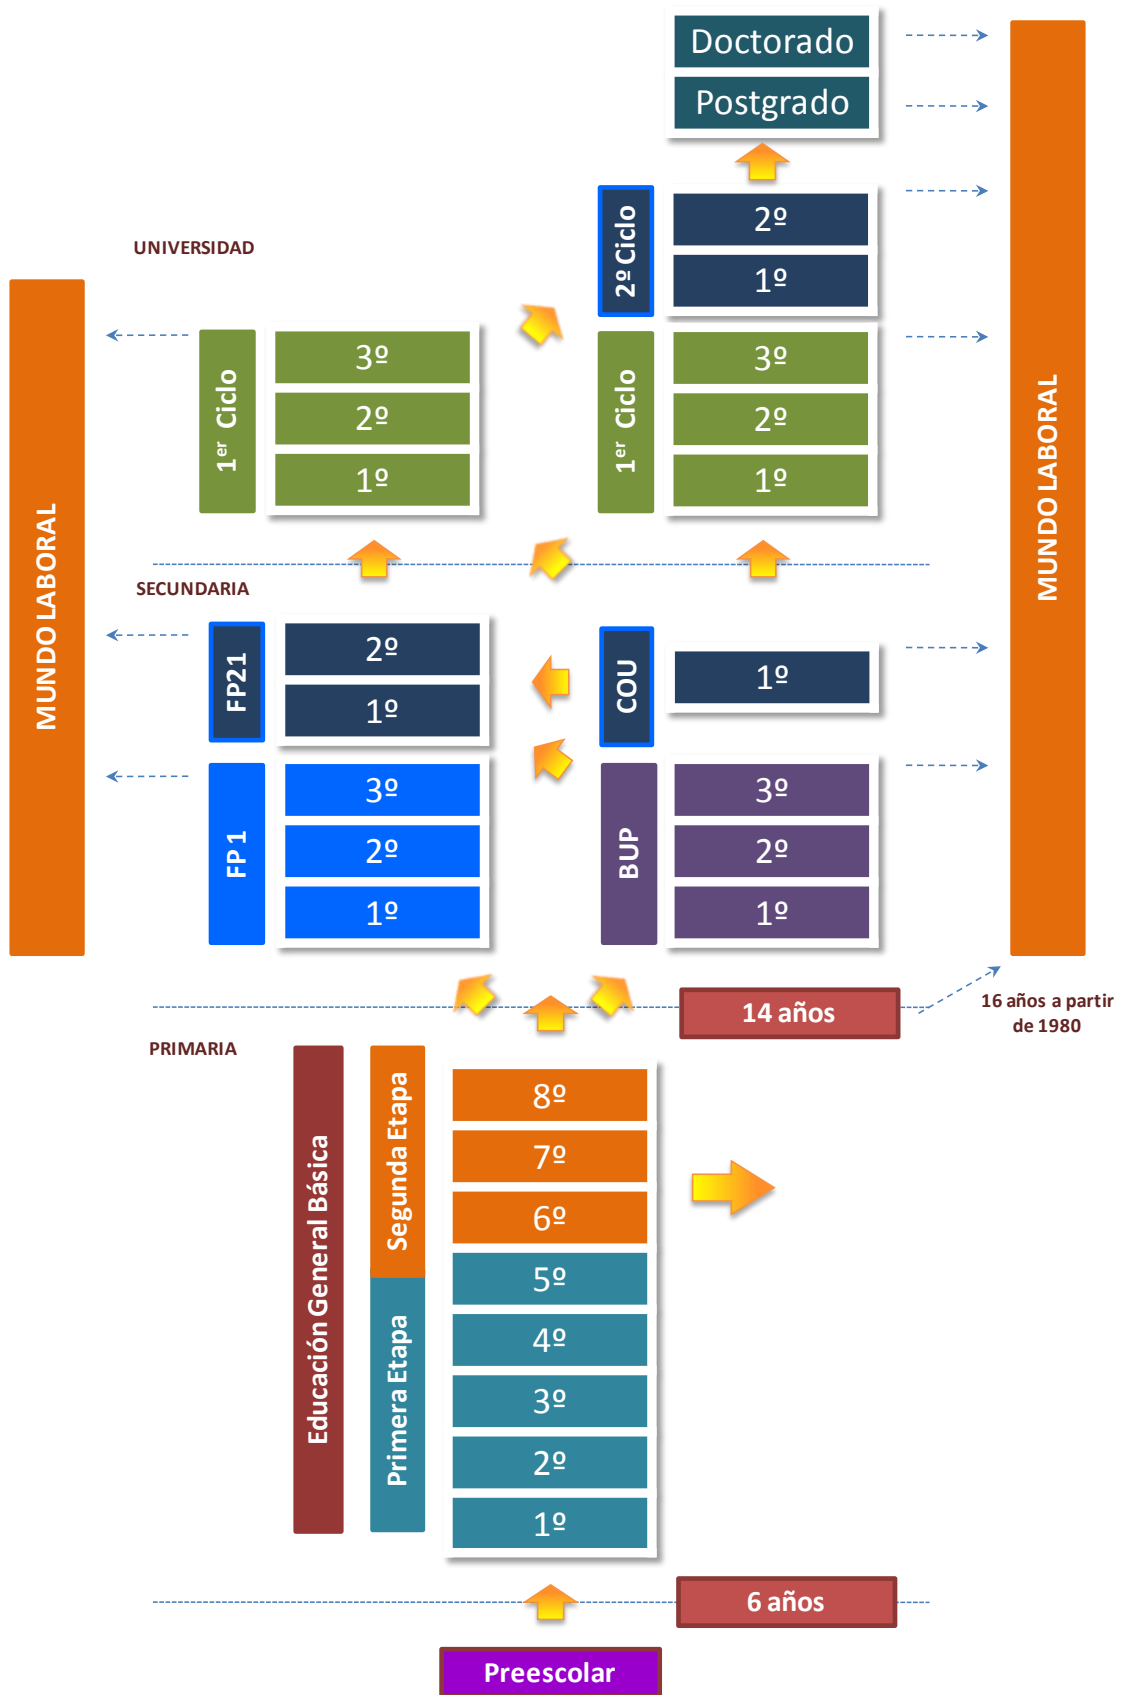 Doctorado
Postgrado
2º Ciclo
2º
1º
UNIVERSIDAD
1er Ciclo
3º
2º
1º
1er Ciclo
3º
2º
1º
MUNDO LABORAL
MUNDO LABORAL
SECUNDARIA
FP21
2º
1º
COU
1º
FP 1
3º
2º
1º
BUP
3º
2º
1º
14 años
16 años a partir
de 1980
PRIMARIA
Educación General Básica
Segunda Etapa
Primera Etapa
8º
7º
6º
5º
4º
3º
2º
1º
6 años
Preescolar